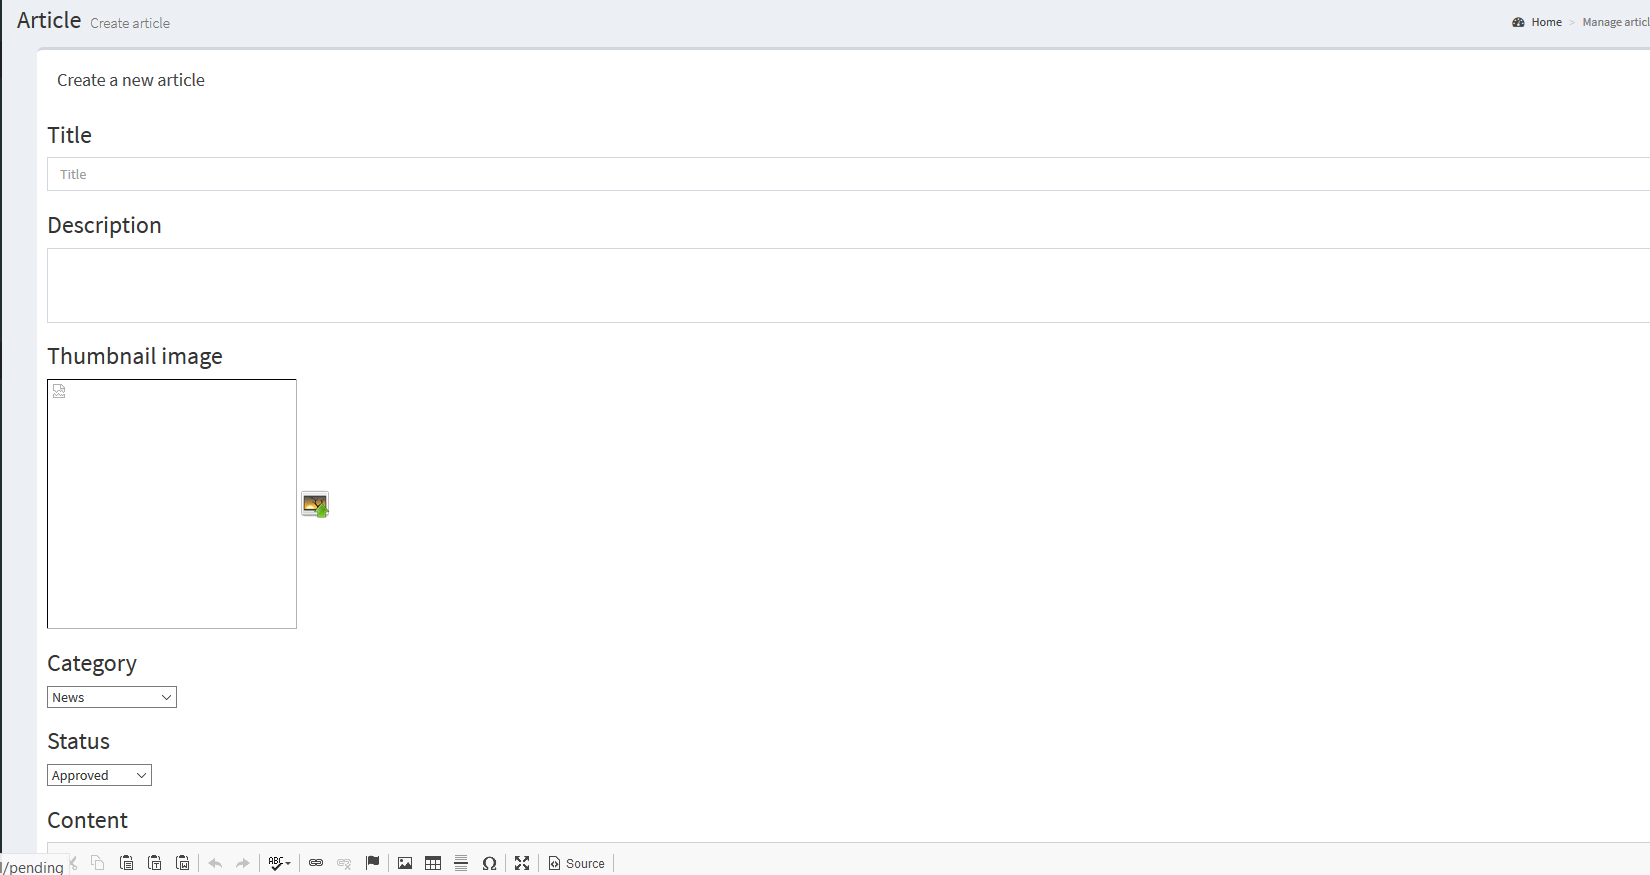 Article Create article
Home > Manage articl
Create a new article
Title
Title
Description
Thumbnail image
Category
News
Status
Approved
Content
ABC
Source
l/pending